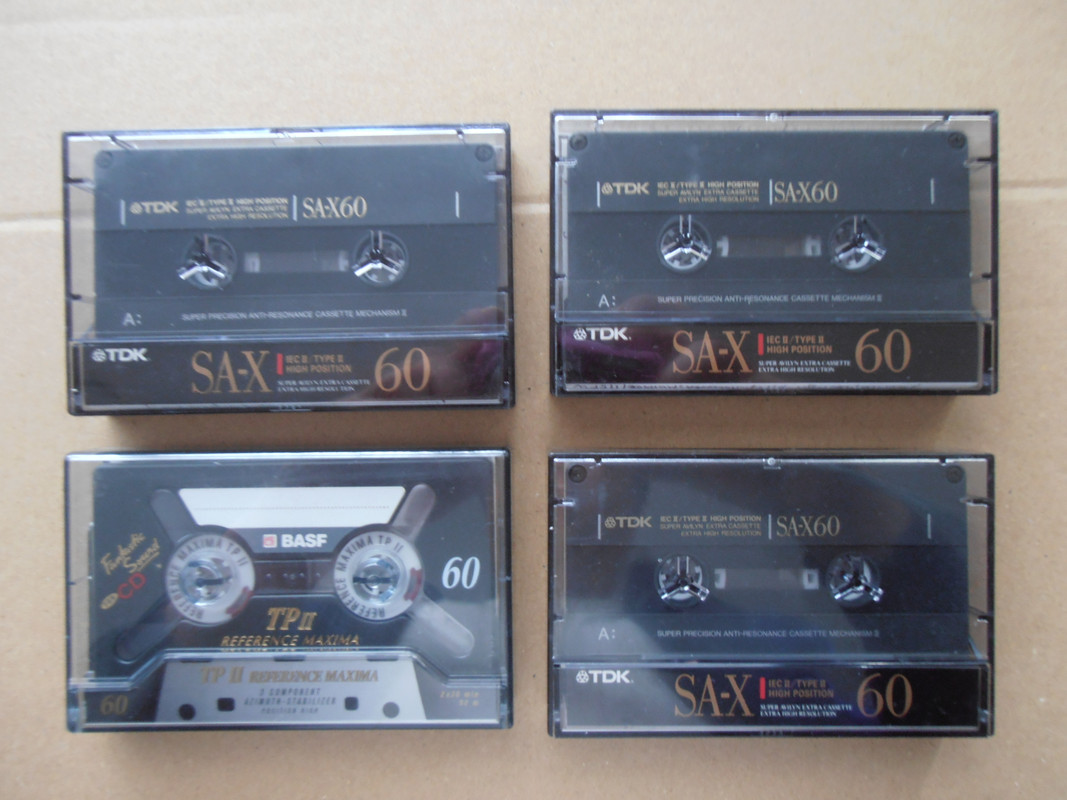 TDK
IEC II/TYPE II HIGH POSITION
SUPER AVILYN EXTRA CASSETTE
EXTRA HIGH RESOLUTION
SA-X60
A:
SUPER PRECISION ANTI-RESONANCE CASSETTE MECHANISM II
TDK
SA-X
IEC II/TYPE II
HIGH POSITION
SUPER AVILYN EXTRA CASSETTE
EXTRA HIGH RESOLUTION
60
TDK
IEC II/TYPE II HIGH POSITION
SUPER AVILYN EXTRA CASSETTE
EXTRA HIGH RESOLUTION
SA-X60
A:
SUPER PRECISION ANTI-RESONANCE CASSETTE MECHANISM II
TDK
SA-X
IEC II/TYPE II
HIGH POSITION
SUPER AVILYN EXTRA CASSETTE
EXTRA HIGH RESOLUTION
60
Fantastic
Sound
CD
REFERENCE MAXIMA TP II
BASF
REFERENCE MAXIMA TP II
60
TP II
REFERENCE MAXIMA
TP II REFERENCE MAXIMA
3 COMPONENT
AZIMUTH-STABILIZER
POSITION HIGH
60
TDK
IEC II/TYPE II HIGH POSITION
SUPER AVILYN EXTRA CASSETTE
EXTRA HIGH RESOLUTION
SA-X60
A:
SUPER PRECISION ANTI-RESONANCE CASSETTE MECHANISM II
TDK
SA-X
IEC II/TYPE II
HIGH POSITION
SUPER AVILYN EXTRA CASSETTE
EXTRA HIGH RESOLUTION
60